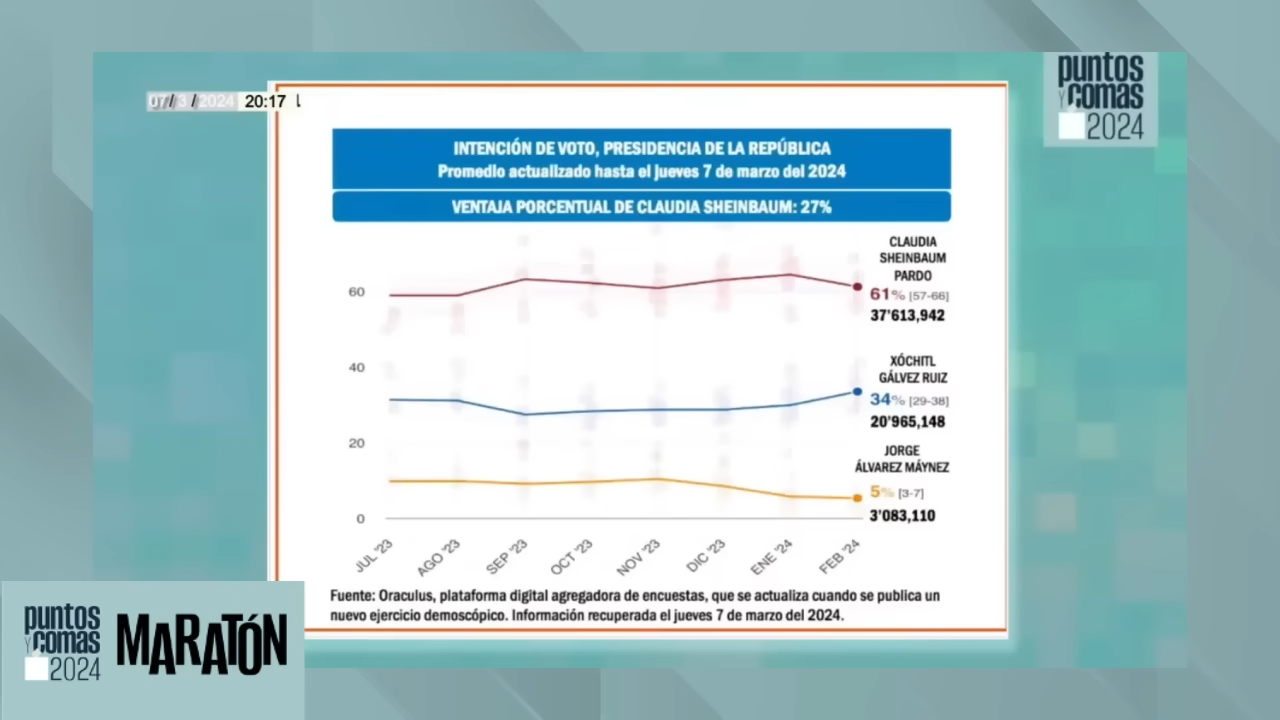 puntos
Y comas
2024
07/3/2024 20:17
INTENCIÓN DE VOTO, PRESIDENCIA DE LA REPÚBLICA
Promedio actualizado hasta el jueves 7 de marzo del 2024
VENTAJA PORCENTUAL DE CLAUDIA SHEINBAUM: 27%
CLAUDIA
SHEINBAUM
PARDO
61% [57-66]
37'613,942
XÓCHITL
GÁLVEZ RUIZ
34% [29-38]
20'965,148
JORGE
ÁLVAREZ MÁYNEZ
5% [3-7]
3'083,110
60
40
20
0
JUL '23
AGO '23
SEP '23
OCT '23
NOV '23
DIC '23
ENE '24
FEB '24
Fuente: Oraculus, plataforma digital agregadora de encuestas, que se actualiza cuando se publica un
nuevo ejercicio demoscópico. Información recuperada el jueves 7 de marzo del 2024.
puntos
Y comas
2024
MARATÓN